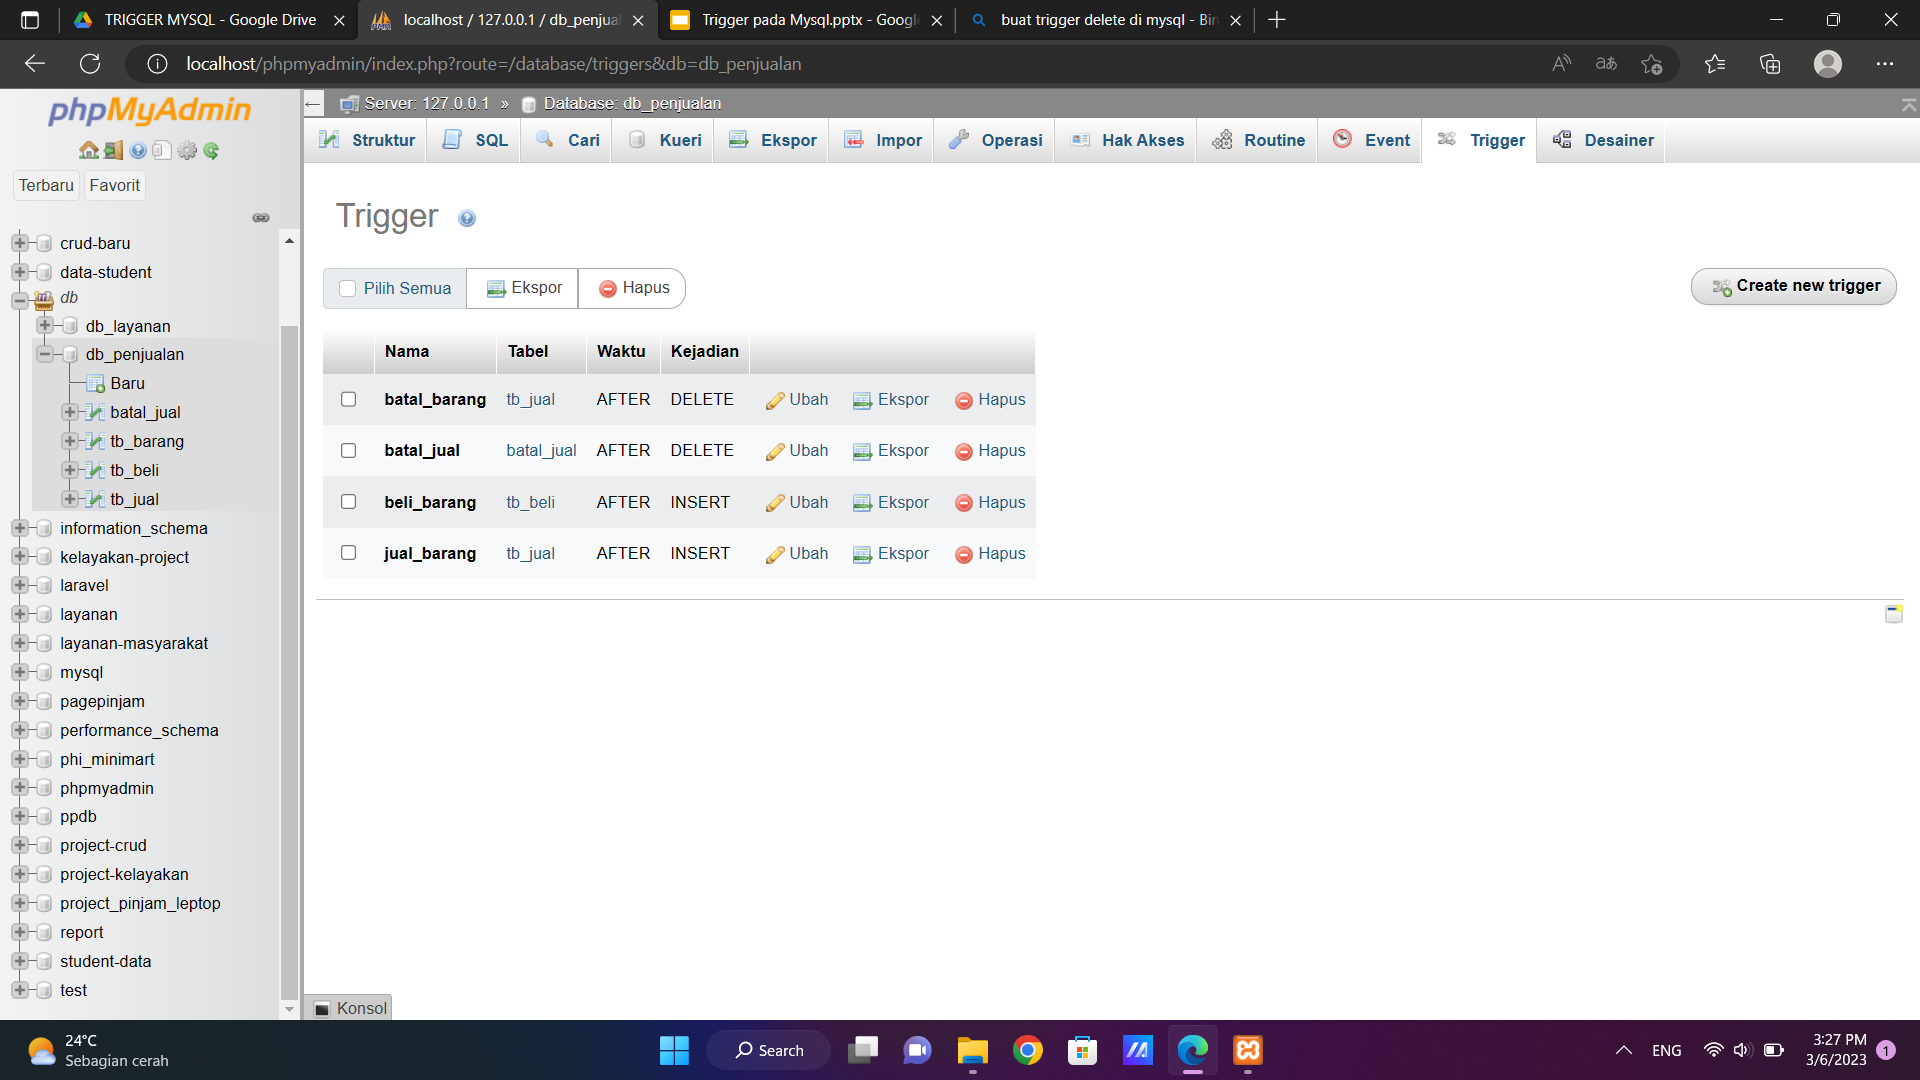 TRIGGER MYSQL - Google Drive
localhost / 127.0.0.1 / db_penjua
Trigger pada Mysql.pptx - Goog
buat trigger delete di mysql - Bin
localhost/phpmyadmin/index.php?route=/database/triggers&db=db_penjualan
phpMyAdmin
Terbaru Favorit
crud-baru
data-student
db
db_layanan
db_penjualan
Baru
batal_jual
tb_barang
tb_beli
tb_jual
information_schema
kelayakan-project
laravel
layanan
layanan-masyarakat
mysql
pagepinjam
performance_schema
phi_minimart
phpmyadmin
ppdb
project-crud
project-kelayakan
project_pinjam_leptop
report
student-data
test
Server: 127.0.0.1 » Database: db_penjualan
Struktur SQL Cari Kueri Ekspor Impor Operasi Hak Akses Routine Event Trigger Desainer
Trigger
Pilih Semua Ekspor Hapus
Create new trigger
Nama Tabel Waktu Kejadian
batal_barang tb_jual AFTER DELETE Ubah Ekspor Hapus
batal_jual batal_jual AFTER DELETE Ubah Ekspor Hapus
beli_barang tb_beli AFTER INSERT Ubah Ekspor Hapus
jual_barang tb_jual AFTER INSERT Ubah Ekspor Hapus
Konsol
24°C
Sebagian cerah
Search
ENG
3:27 PM
3/6/2023
1